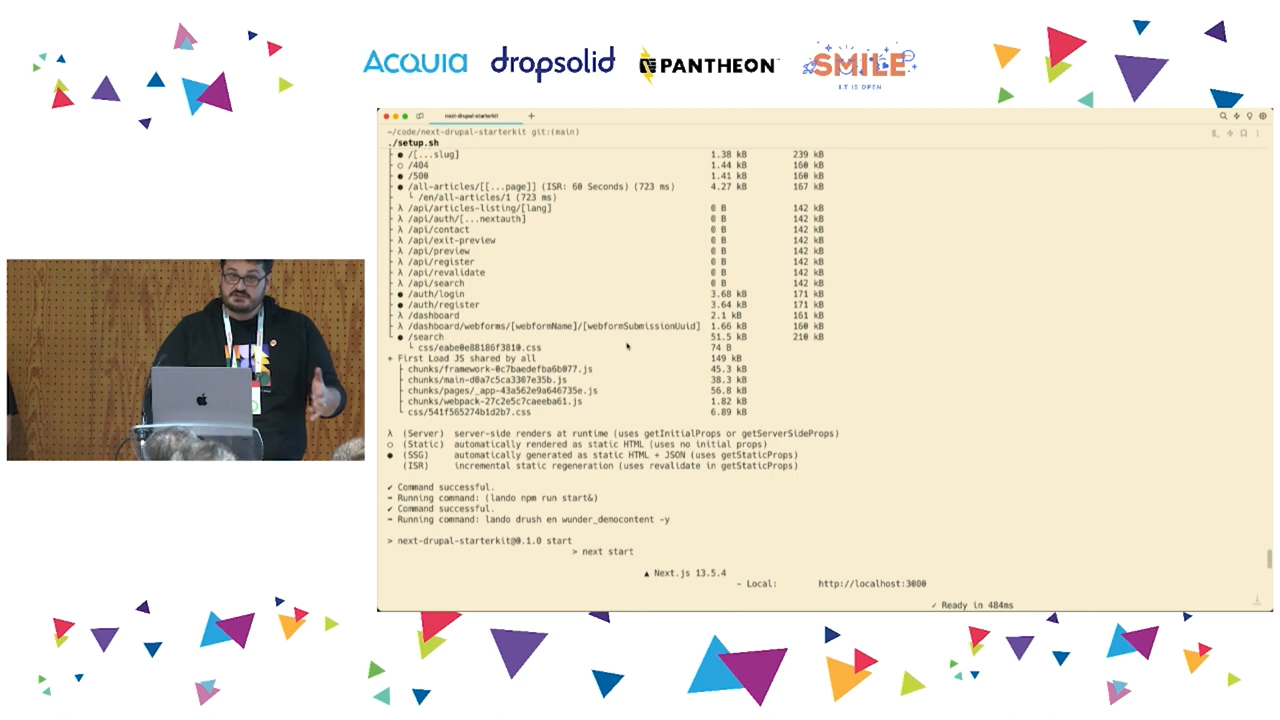 Acquia dropsolid PANTHEON SMILE
I.T IS OPEN
next-drupal-starterkit +
~/code/next-drupal-starterkit git:(main)
./setup.sh
├ ● /[...slug] 1.38 kB 239 kB
├ ○ /404 1.44 kB 160 kB
├ ● /500 1.41 kB 160 kB
├ ● /all-articles/[[...page]] (ISR: 60 Seconds) (723 ms) 4.27 kB 167 kB
├ └ /en/all-articles/1 (723 ms)
├ λ /api/articles-listing/[lang] 0 B 142 kB
├ λ /api/auth/[...nextauth] 0 B 142 kB
├ λ /api/contact 0 B 142 kB
├ λ /api/exit-preview 0 B 142 kB
├ λ /api/preview 0 B 142 kB
├ λ /api/register 0 B 142 kB
├ λ /api/revalidate 0 B 142 kB
├ λ /api/search 0 B 142 kB
├ ● /auth/login 3.68 kB 171 kB
├ ● /auth/register 3.64 kB 171 kB
├ λ /dashboard 2.1 kB 161 kB
├ λ /dashboard/webforms/[webformName]/[webformSubmissionUuid] 1.66 kB 160 kB
└ ● /search 51.5 kB 210 kB
└ css/eabe0e88186f3810.css 74 B
+ First Load JS shared by all 149 kB
├ chunks/framework-0c7baedefba6b077.js 45.3 kB
├ chunks/main-d0a7c5ca3307e35b.js 38.3 kB
├ chunks/pages/_app-43a562e9a646735e.js 56.8 kB
├ chunks/webpack-27c2e5c7caeeba61.js 1.82 kB
└ css/541f565274b1d2b7.css 6.89 kB
λ (Server) server-side renders at runtime (uses getInitialProps or getServerSideProps)
○ (Static) automatically rendered as static HTML (uses no initial props)
● (SSG) automatically generated as static HTML + JSON (uses getStaticProps)
(ISR) incremental static regeneration (uses revalidate in getStaticProps)
✔ Command successful.
➡ Running command: (lando npm run start&)
✔ Command successful.
➡ Running command: lando drush en wunder_democontent -y
> next-drupal-starterkit@0.1.0 start
> next start
▲ Next.js 13.5.4
- Local: http://localhost:3000
✓ Ready in 484ms